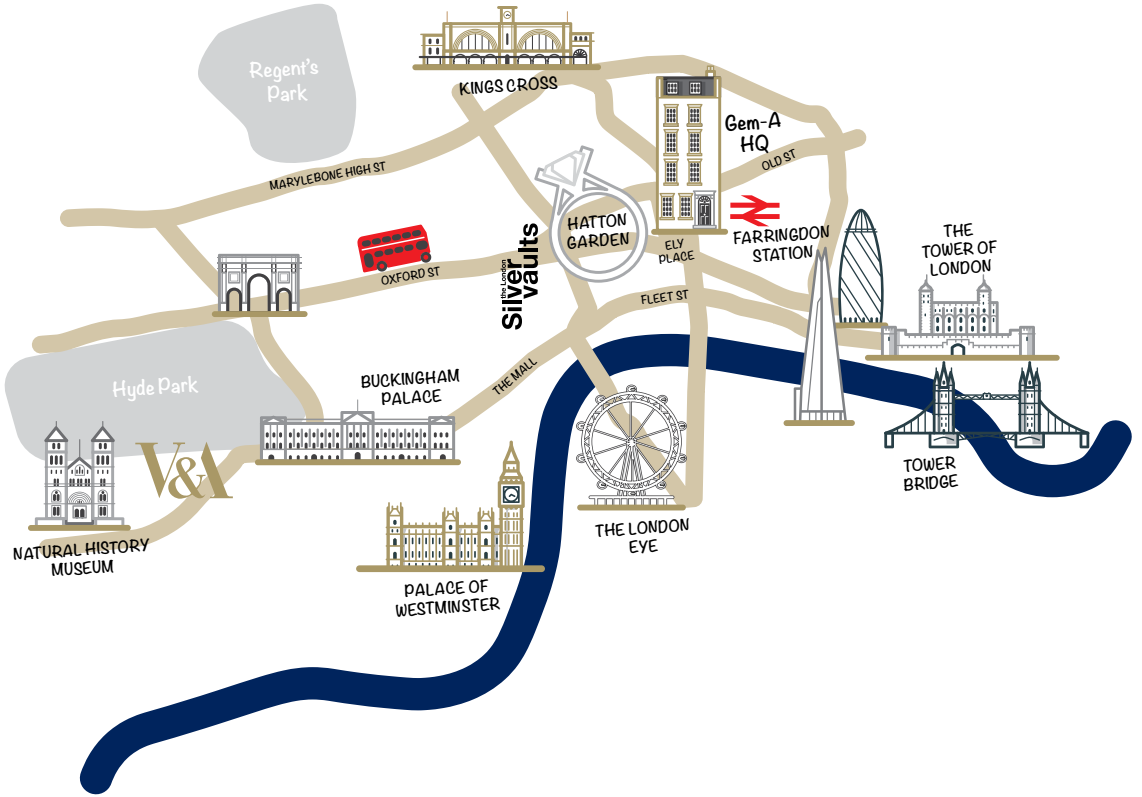 KINGS CROSS
Regent's
Park
Gem-A
HQ
OLD ST
MARYLEBONE HIGH ST
HATTON
GARDEN
FARRINGDON
STATION
ELY
PLACE
THE
TOWER OF
LONDON
OXFORD ST
the London
Silver
vaults
FLEET ST
THE MALL
Hyde Park
BUCKINGHAM
PALACE
V&A
TOWER
BRIDGE
THE LONDON
EYE
NATURAL HISTORY
MUSEUM
PALACE OF
WESTMINSTER